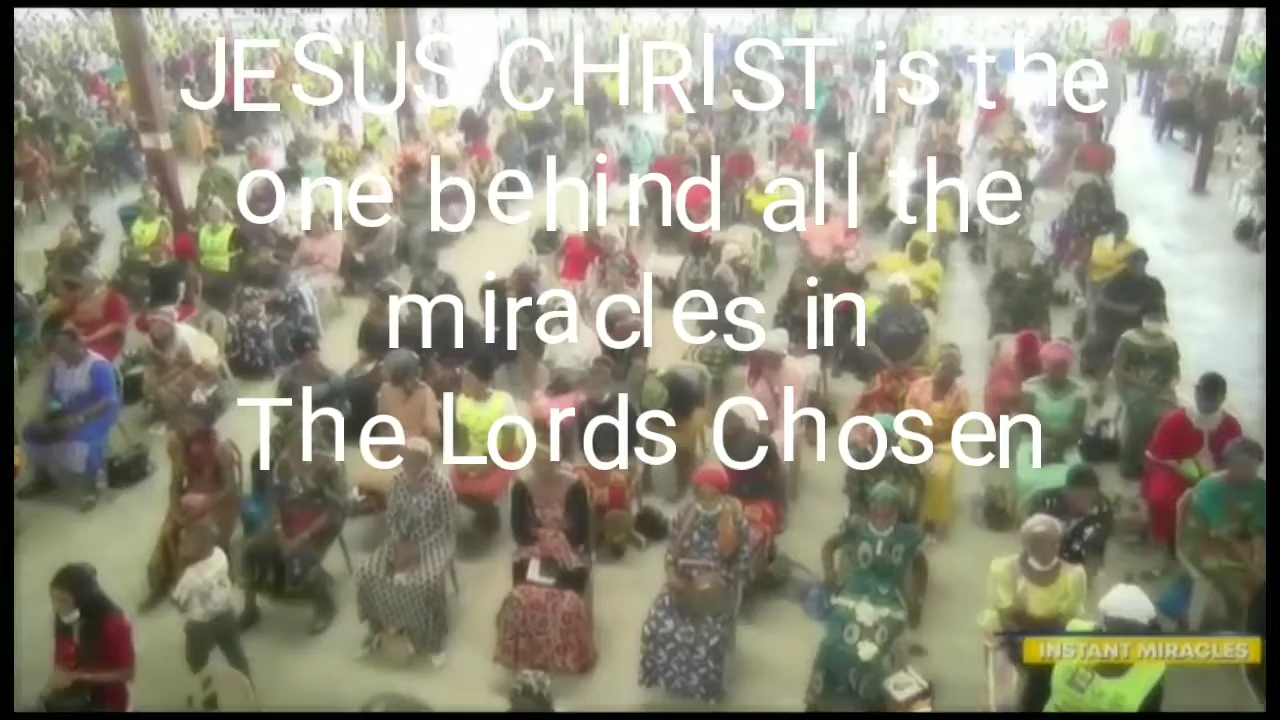 JESUS CHRIST is the
one behind all the
miracles in
The Lords Chosen
INSTANT MIRACLES